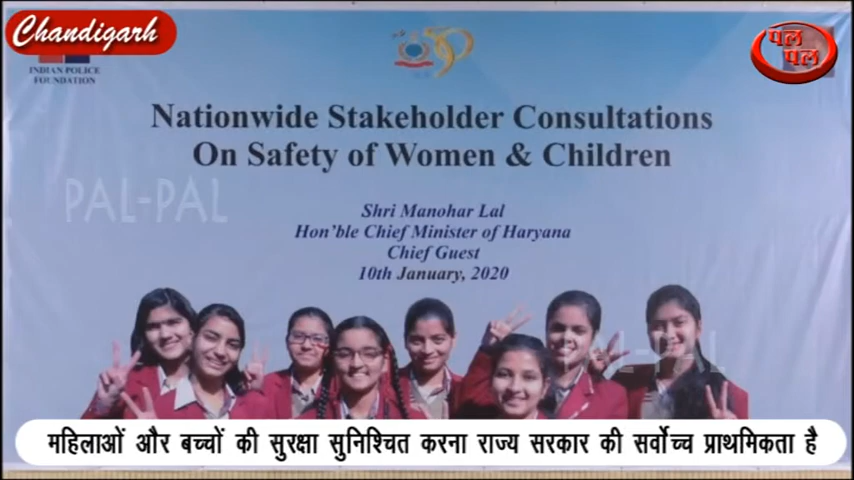 Chandigarh
पल
पल
INDIAN POLICE
FOUNDATION
Nationwide Stakeholder Consultations
On Safety of Women & Children
PAL-PAL
Shri Manohar Lal
Hon'ble Chief Minister of Haryana
Chief Guest
10th January, 2020
PAL-PAL
महिलाओं और बच्चों की सुरक्षा सुनिश्चित करना राज्य सरकार की सर्वोच्च प्राथमिकता है